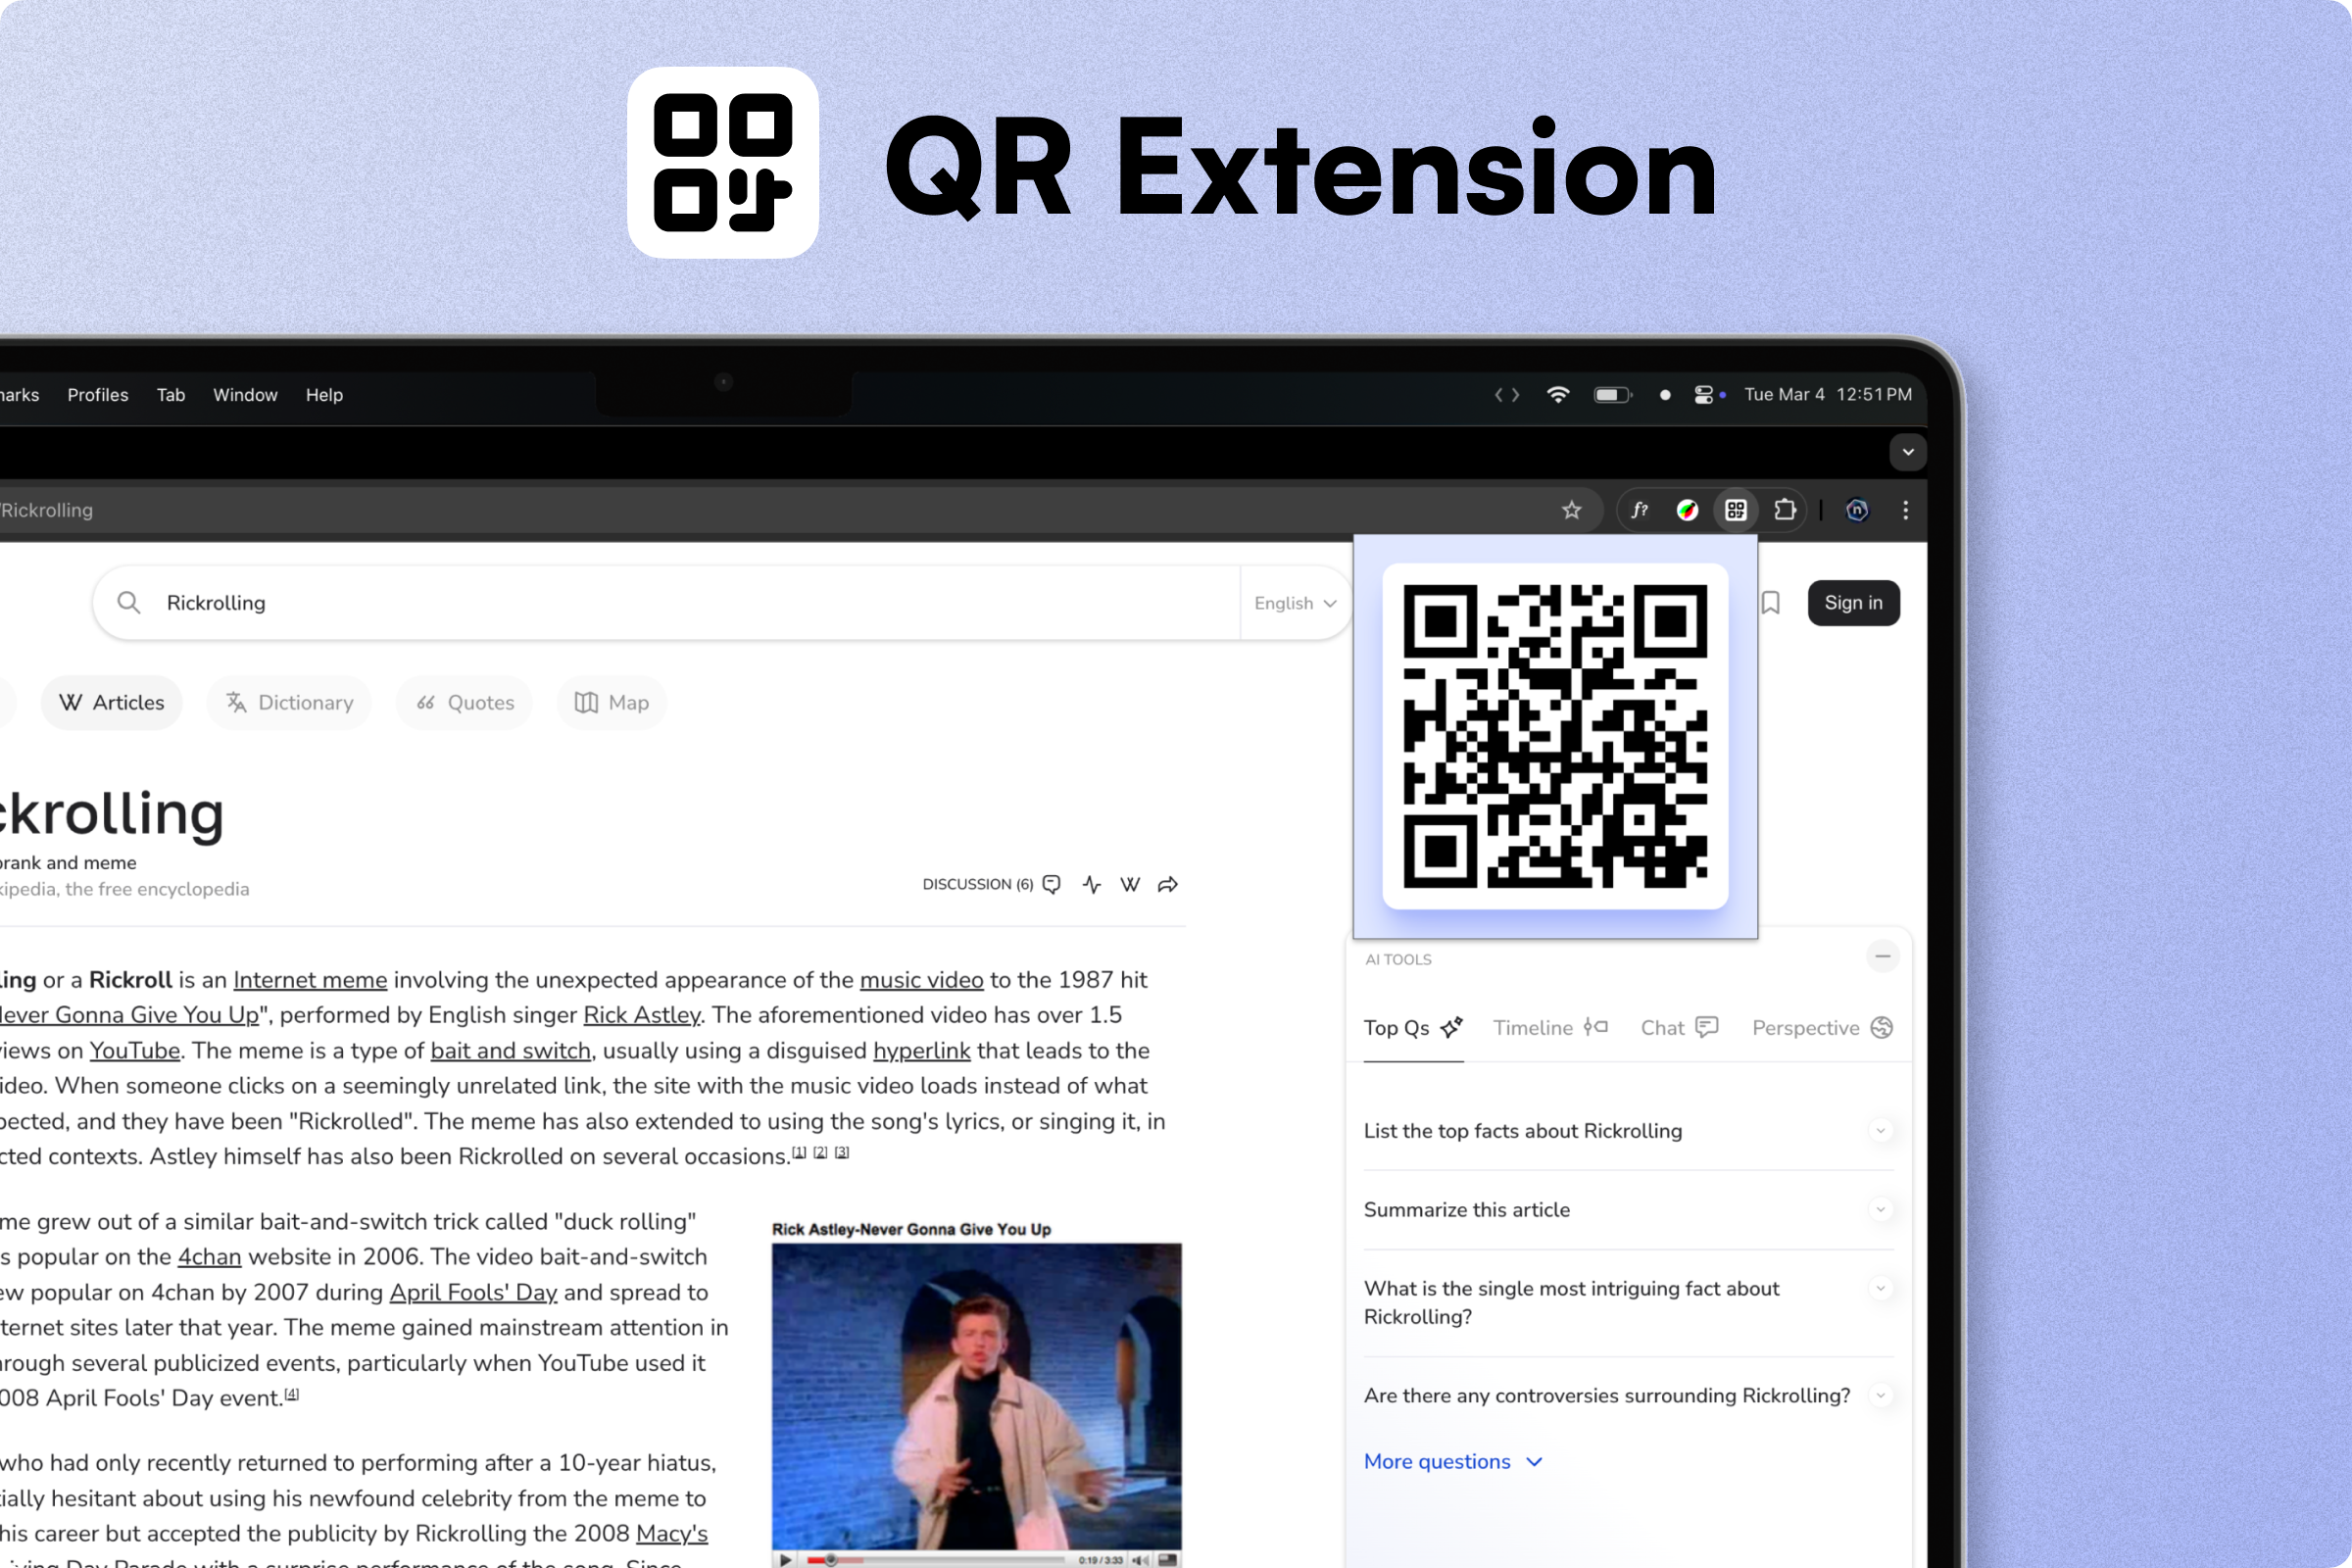 QR Extension
Profiles Tab Window Help
Tue Mar 4 12:51 PM
/Rickrolling
f?
n
Rickrolling
English
Sign in
W Articles
Dictionary
Quotes
Map
ckrolling
prank and meme
kipedia, the free encyclopedia
DISCUSSION (6)
W
ling or a Rickroll is an Internet meme involving the unexpected appearance of the music video to the 1987 hit
Never Gonna Give You Up", performed by English singer Rick Astley. The aforementioned video has over 1.5
views on YouTube. The meme is a type of bait and switch, usually using a disguised hyperlink that leads to the
ideo. When someone clicks on a seemingly unrelated link, the site with the music video loads instead of what
pected, and they have been "Rickrolled". The meme has also extended to using the song's lyrics, or singing it, in
cted contexts. Astley himself has also been Rickrolled on several occasions.[1] [2] [3]
me grew out of a similar bait-and-switch trick called "duck rolling"
s popular on the 4chan website in 2006. The video bait-and-switch
ew popular on 4chan by 2007 during April Fools' Day and spread to
ternet sites later that year. The meme gained mainstream attention in
hrough several publicized events, particularly when YouTube used it
008 April Fools' Day event.[4]
who had only recently returned to performing after a 10-year hiatus,
tially hesitant about using his newfound celebrity from the meme to
his career but accepted the publicity by Rickrolling the 2008 Macy's
iving Day Parade with a surprise performance of the song. Since
Rick Astley-Never Gonna Give You Up
0:19 / 3:33
AI TOOLS
Top Qs
Timeline
Chat
Perspective
List the top facts about Rickrolling
Summarize this article
What is the single most intriguing fact about
Rickrolling?
Are there any controversies surrounding Rickrolling?
More questions